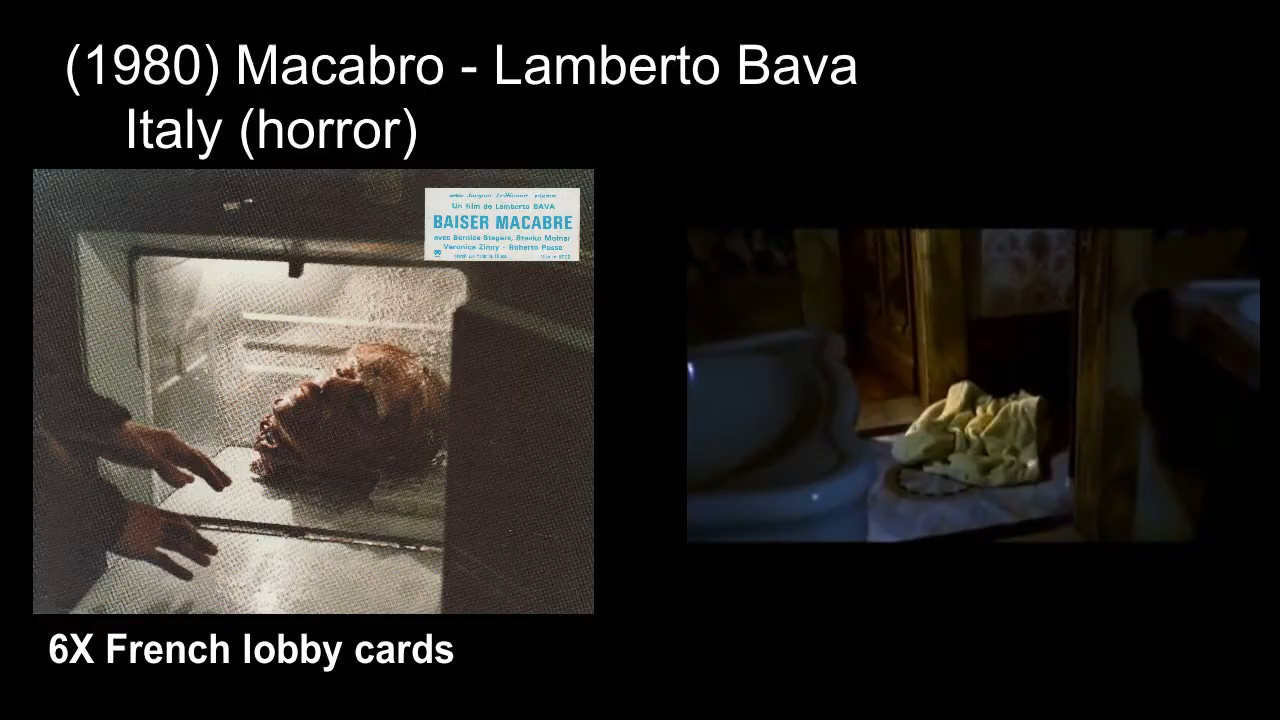 (1980) Macabro - Lamberto Bava
Italy (horror)
Un film de Lamberto BAVA
BAISER MACABRE
avec Bernice Stegers, Stanko Molnar
Veronica Zinny - Roberto Posse
6X French lobby cards